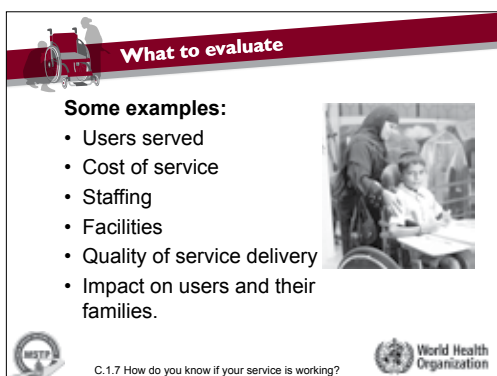 What to evaluate
Some examples:
• Users served
• Cost of service
• Staffing
• Facilities
• Quality of service delivery
• Impact on users and their
families.
WSTP
C.1.7 How do you know if your service is working?
World Health
Organization